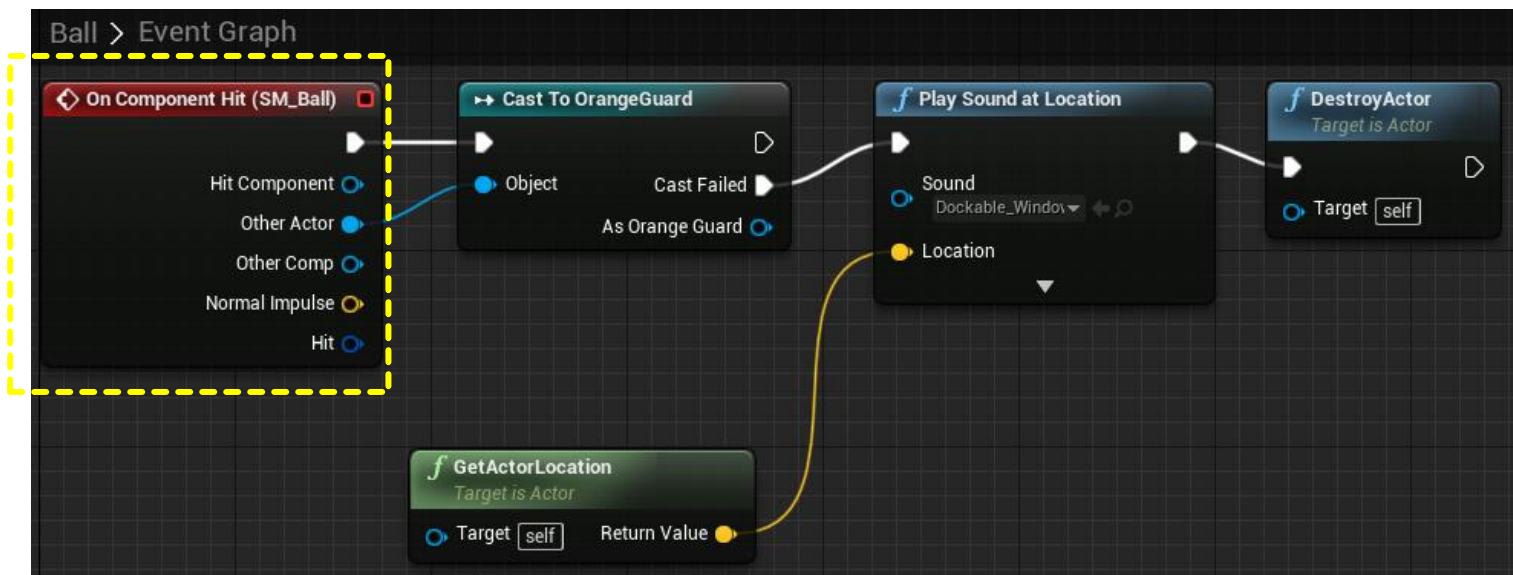 Ball > Event Graph
On Component Hit (SM_Ball)
Hit Component
Other Actor
Other Comp
Normal Impulse
Hit
Cast To OrangeGuard
Object
Cast Failed
As Orange Guard
Play Sound at Location
Sound
Dockable_Window
Location
DestroyActor
Target is Actor
Target self
GetActorLocation
Target is Actor
Target self
Return Value